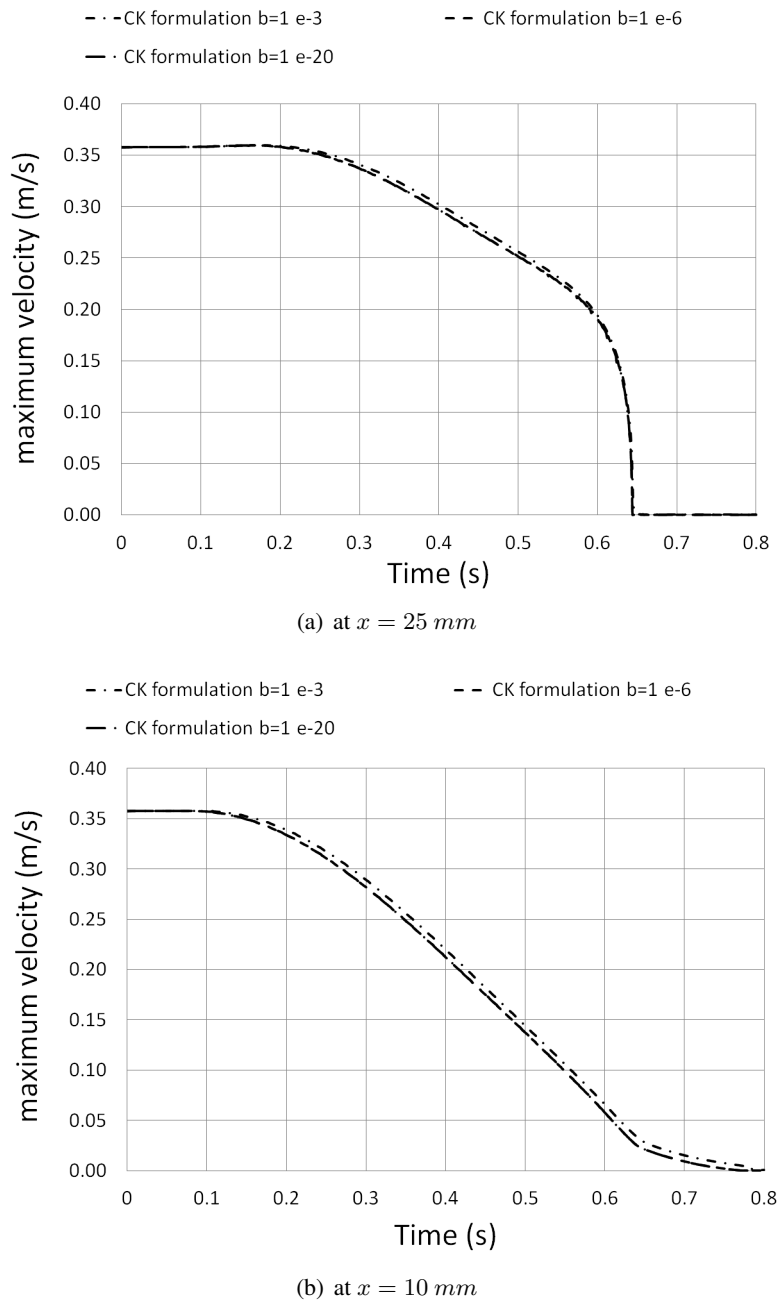 CK formulation b=1 e-3 CK formulation b=1 e-6
CK formulation b=1 e-20
0.40
0.35
0.30
0.25
0.20
0.15
0.10
0.05
0.00
maximum velocity (m/s)
0 0.1 0.2 0.3 0.4 0.5 0.6 0.7 0.8
Time (s)
(a) at x = 25 mm
CK formulation b=1 e-3 CK formulation b=1 e-6
CK formulation b=1 e-20
0.40
0.35
0.30
0.25
0.20
0.15
0.10
0.05
0.00
maximum velocity (m/s)
0 0.1 0.2 0.3 0.4 0.5 0.6 0.7 0.8
Time (s)
(b) at x = 10 mm